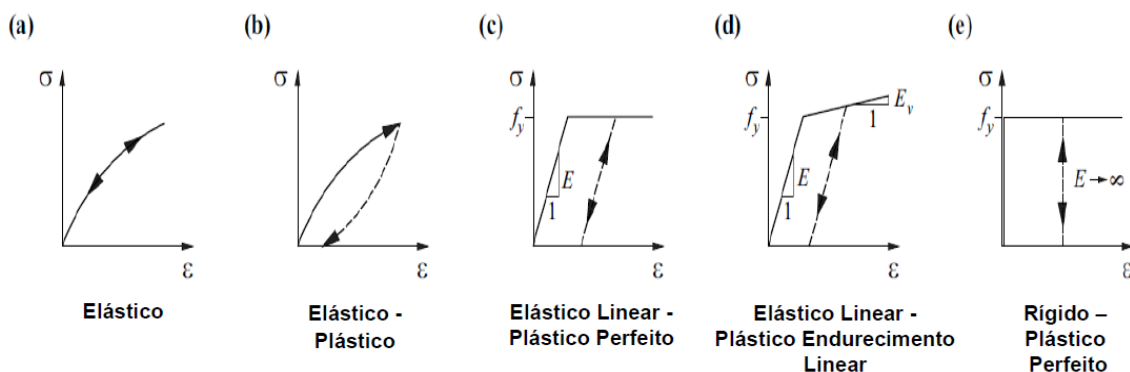 (a)
(b)
(c)
(d)
(e)
σ
ε
Elástico
σ
ε
Elástico -
Plástico
σ
f_y
E
1
ε
Elástico Linear -
Plástico Perfeito
σ
f_y
E_v
1
E
1
ε
Elástico Linear -
Plástico Endurecimento
Linear
σ
f_y
E→∞
ε
Rígido –
Plástico
Perfeito